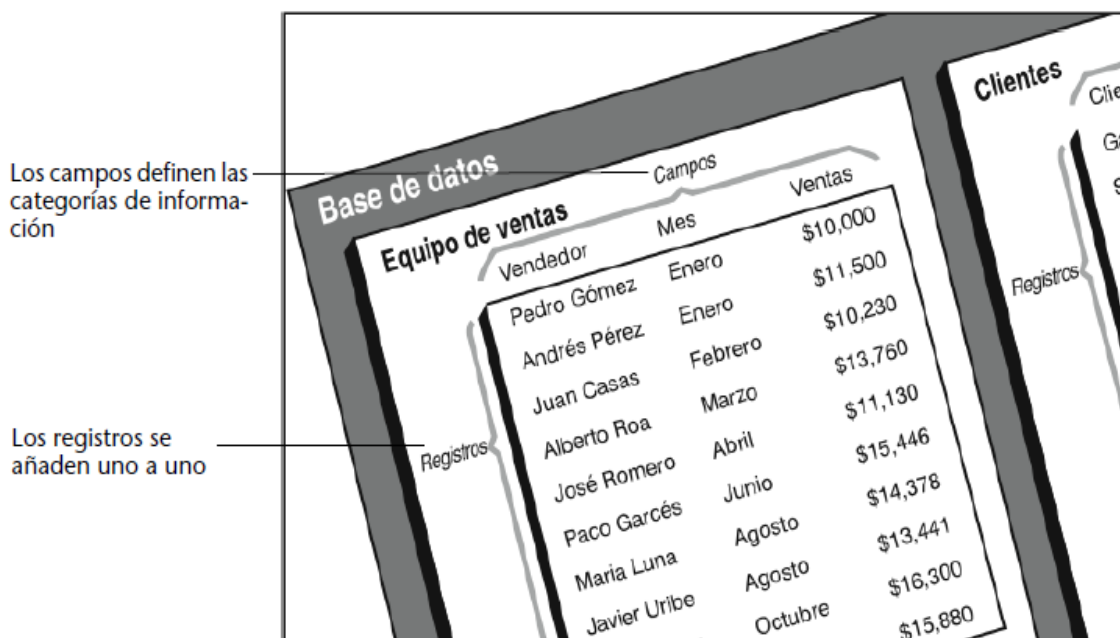 Los campos definen las
categorías de informa-
ción
Los registros se
añaden uno a uno
Base de datos
Equipo de ventas
Campos
Vendedor Mes Ventas
Registros
Pedro Gómez Enero $10,000
Andrés Pérez Enero $11,500
Juan Casas Febrero $10,230
Alberto Roa Marzo $13,760
José Romero Abril $11,130
Paco Garcés Junio $15,446
Maria Luna Agosto $14,378
Javier Uribe Agosto $13,441
Octubre $16,300
$15,880
Clientes
Registros